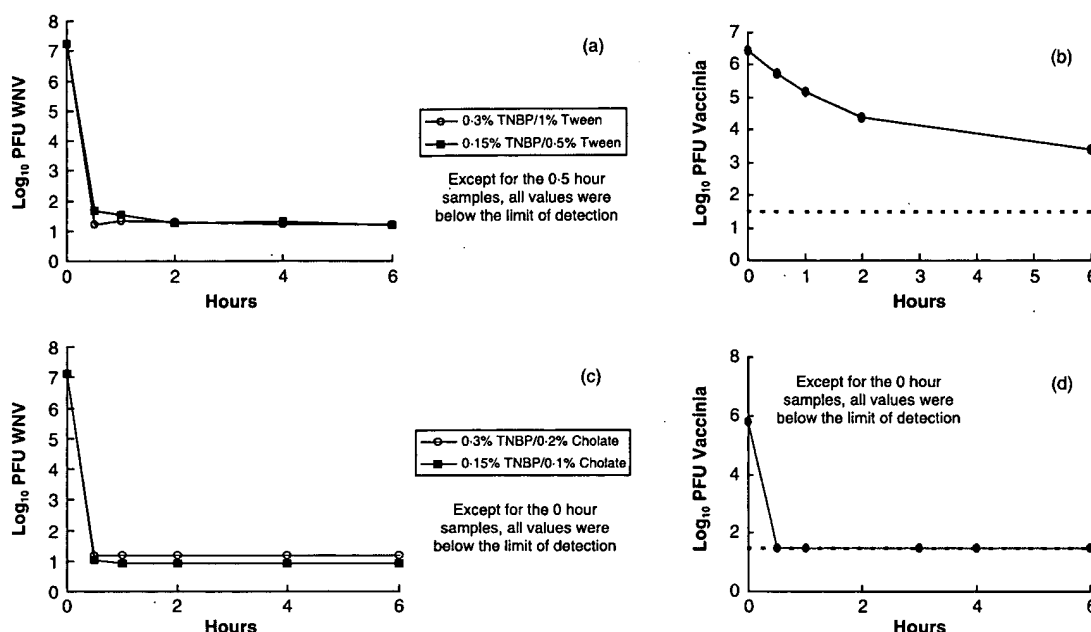 8
7
6
5
4
3
2
1
0
Log₁₀ PFU WNV
0
2
4
6
Hours
(a)
0·3% TNBP/1% Tween
0·15% TNBP/0·5% Tween
Except for the 0·5 hour
samples, all values were
below the limit of detection
7
6
5
4
3
2
1
0
Log₁₀ PFU Vaccinia
0
1
2
3
4
5
6
Hours
(b)
8
7
6
5
4
3
2
1
0
Log₁₀ PFU WNV
0
2
4
6
Hours
(c)
0·3% TNBP/0·2% Cholate
0·15% TNBP/0·1% Cholate
Except for the 0 hour
samples, all values were
below the limit of detection
8
6
4
2
0
Log₁₀ PFU Vaccinia
0
2
4
6
Hours
(d)
Except for the 0 hour
samples, all values were
below the limit of detection